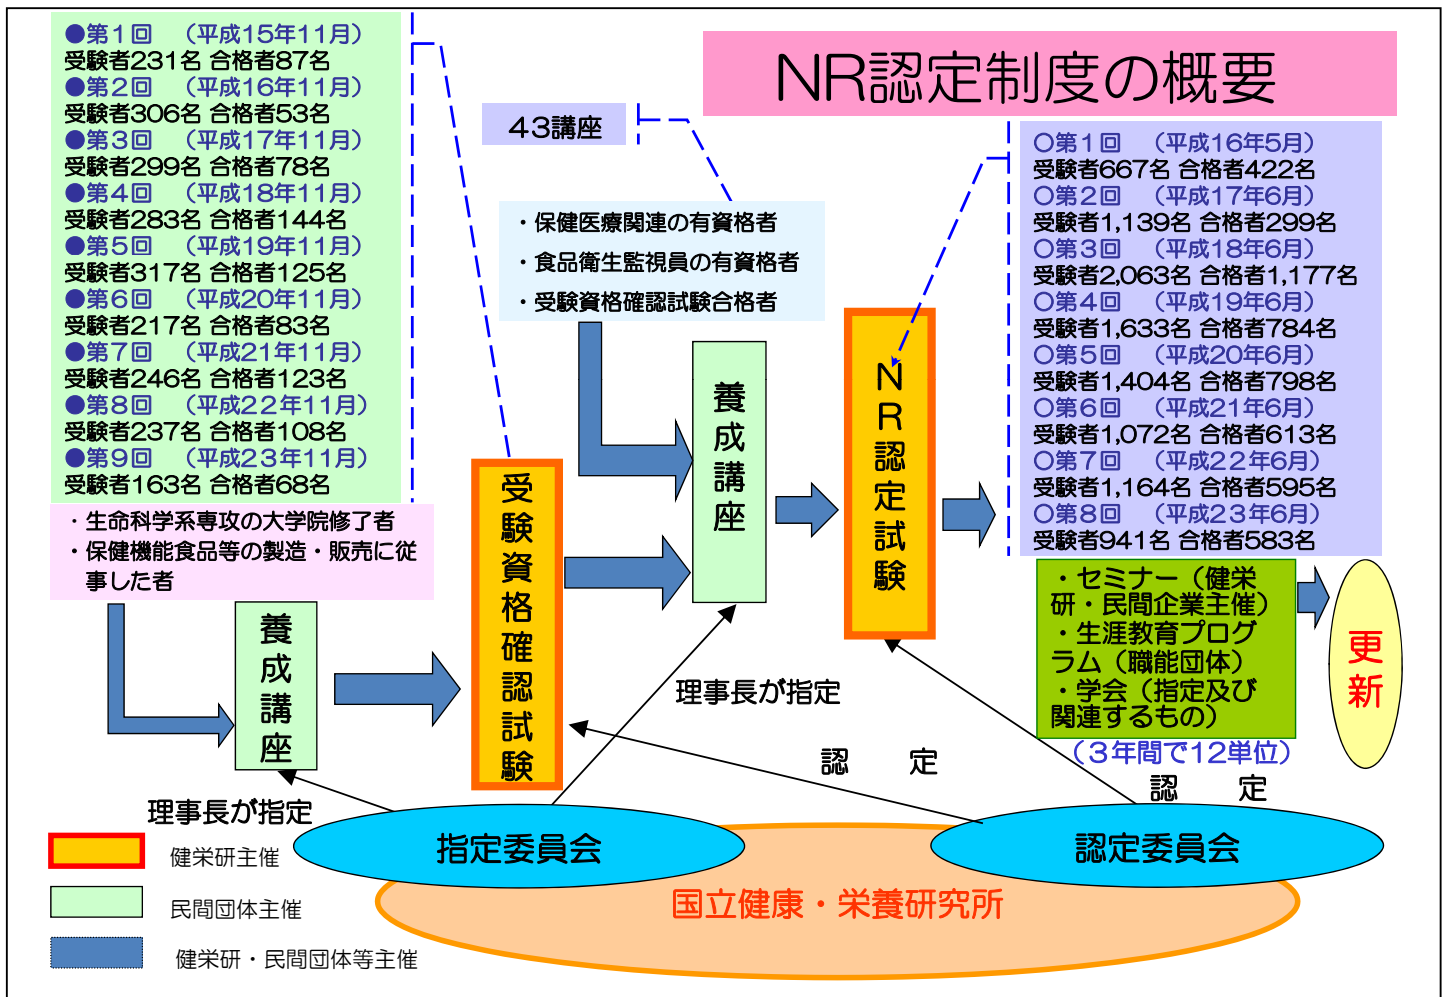 NR認定制度の概要
●第１回　（平成15年11月）
受験者231名 合格者87名
●第２回　（平成16年11月）
受験者306名 合格者53名
●第３回　（平成17年11月）
受験者299名 合格者78名
●第４回　（平成18年11月）
受験者283名 合格者144名
●第５回　（平成19年11月）
受験者317名 合格者125名
●第６回　（平成20年11月）
受験者217名 合格者83名
●第７回　（平成21年11月）
受験者246名 合格者123名
●第８回　（平成２２年11月）
受験者237名 合格者108名
●第９回　（平成２３年11月）
受験者163名 合格者68名
・生命科学系専攻の大学院修了者
・保健機能食品等の製造・販売に従
事した者
養成講座
受験資格確認試験
４３講座
・保健医療関連の有資格者
・食品衛生監視員の有資格者
・受験資格確認試験合格者
養成講座
NR認定試験
○第１回　（平成16年5月）
受験者667名 合格者422名
○第２回　（平成17年6月）
受験者1,139名 合格者299名
○第３回　（平成18年6月）
受験者2,063名 合格者1,177名
○第４回　（平成19年6月）
受験者1,633名 合格者784名
○第５回　（平成20年6月）
受験者1,404名 合格者798名
○第６回　（平成21年6月）
受験者1,072名 合格者613名
○第７回　（平成２２年6月）
受験者1,164名 合格者595名
○第８回　（平成２３年6月）
受験者941名 合格者583名
・セミナー（健栄
研・民間企業主催）
・生涯教育プログ
ラム（職能団体）
・学会（指定及び
関連するもの）
（３年間で12単位）
更新
理事長が指定
認　定
認　定
理事長が指定
指定委員会
認定委員会
国立健康・栄養研究所
健栄研主催
民間団体主催
健栄研・民間団体等主催